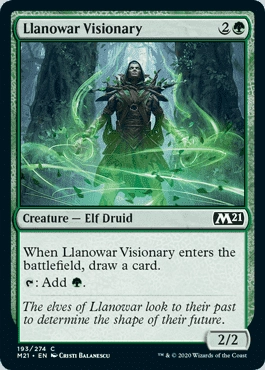 Llanowar Visionary 2
Creature — Elf Druid M21
When Llanowar Visionary enters the
battlefield, draw a card.
: Add .
The elves of Llanowar look to their past
to determine the shape of their future.
2/2
193/274 C
M21 • EN CRISTI BALANESCU ™ & © 2020 Wizards of the Coast